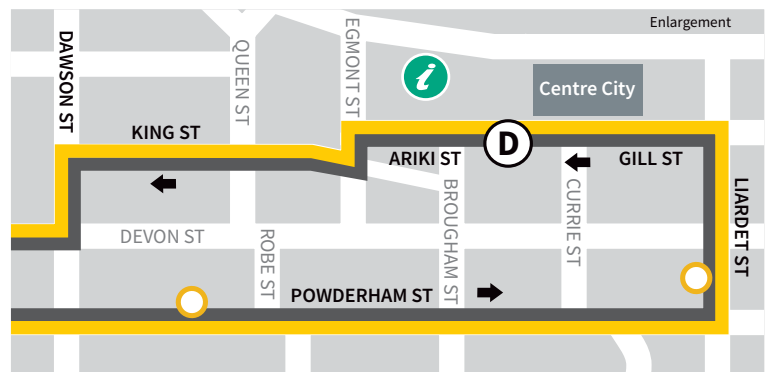 Enlargement
DAWSON ST
QUEEN ST
EGMONT ST
i
Centre City
KING ST
ARIKI ST
D
GILL ST
BROUGHAM ST
CURRIE ST
LIARDET ST
DEVON ST
ROBE ST
POWDERHAM ST